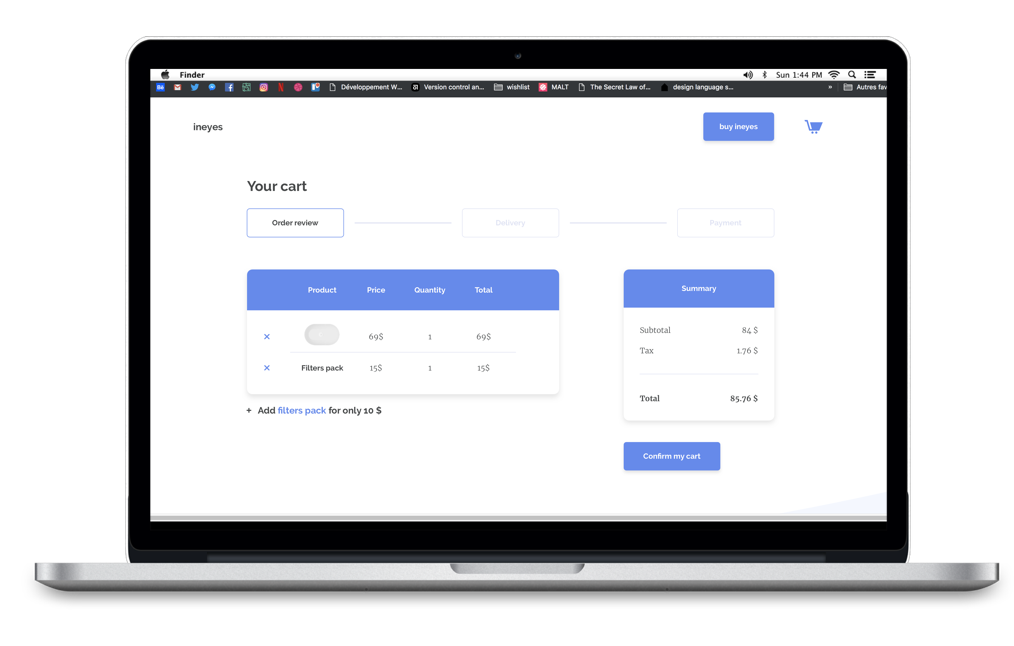 Finder
Sun 1:44 PM
Développement W...
Version control an...
wishlist
MALT
The Secret Law of...
design language s...
»
Autres fav
ineyes
buy ineyes
Your cart
Order review
Delivery
Payment
Product Price Quantity Total
× 69$ 1 69$
× Filters pack 15$ 1 15$
+ Add filters pack for only 10 $
Summary
Subtotal 84 $
Tax 1.76 $
Total 85.76 $
Confirm my cart